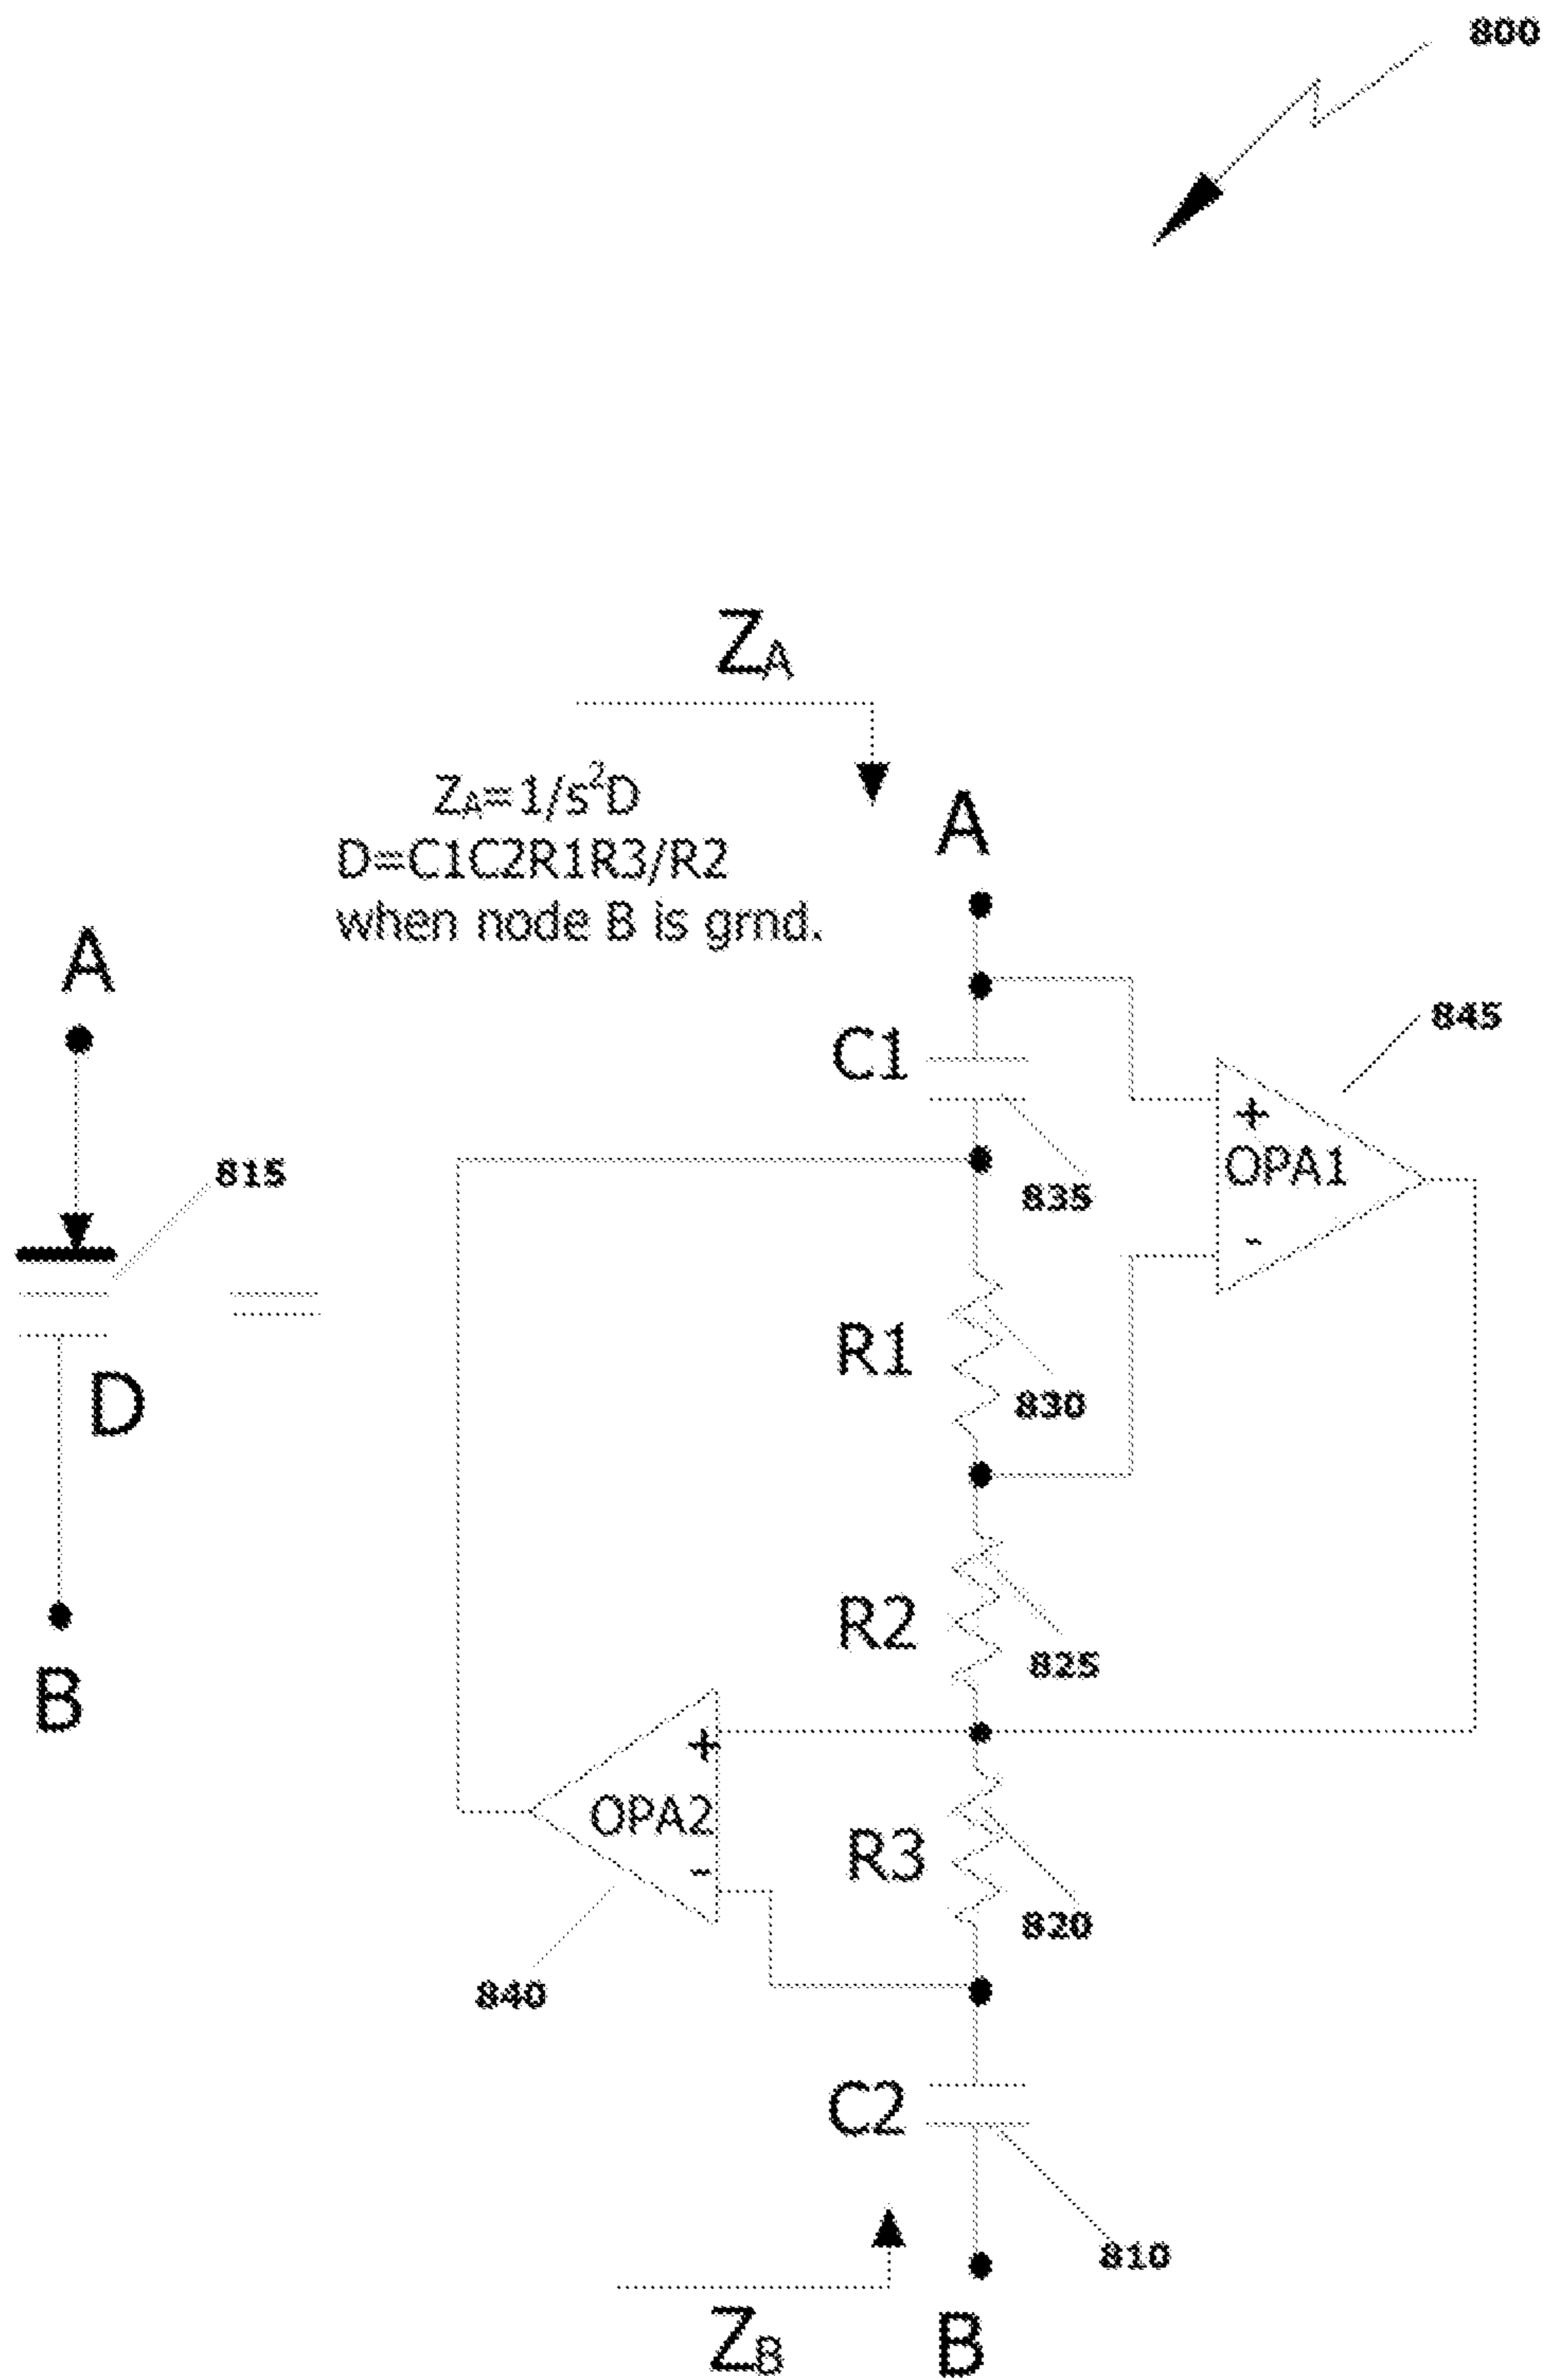 800
ZA
ZA=1/s²D
D=C1C2R1R3/R2
when node B is grnd.
A
A
C1
845
+
OPA1
-
835
815
R1
830
D
R2
825
B
+
OPA2
-
R3
820
840
C2
810
ZB
B